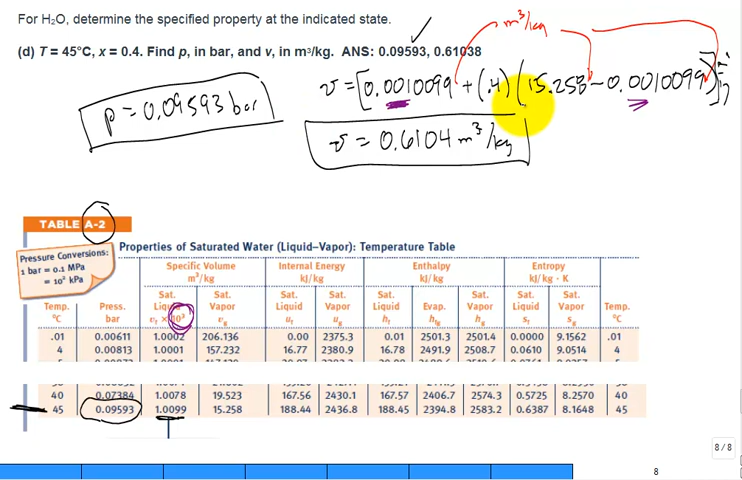 For H₂O, determine the specified property at the indicated state.
m³/kg
(d) T = 45°C, x = 0.4. Find p, in bar, and v, in m³/kg. ANS: 0.09593, 0.61038
v = [0.0010099 + (.4)(15.258 - 0.0010099)]
p = 0.09593 bar
v = 0.6104 m³/kg
TABLE A-2
Pressure Conversions:
1 bar = 0.1 MPa
= 10² kPa
Properties of Saturated Water (Liquid–Vapor): Temperature Table
Specific Volume Internal Energy Enthalpy Entropy
m³/kg kJ/kg kJ/kg kJ/kg · K
Sat. Sat. Sat. Sat. Sat. Sat. Sat. Sat.
Temp. Press. Liquid Vapor Liquid Vapor Liquid Evap. Vapor Liquid Vapor Temp.
°C bar v_f × 10³ v_g u_f u_g h_f h_fg h_g s_f s_g °C
.01 0.00611 1.0002 206.136 0.00 2375.3 0.01 2501.3 2501.4 0.0000 9.1562 .01
4 0.00813 1.0001 157.232 16.77 2380.9 16.78 2491.9 2508.7 0.0610 9.0514 4
40 0.07384 1.0078 19.523 167.56 2430.1 167.57 2406.7 2574.3 0.5725 8.2570 40
45 0.09593 1.0099 15.258 188.44 2436.8 188.45 2394.8 2583.2 0.6387 8.1648 45
8 / 8
8